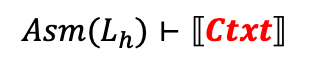 Asm(Lₕ) ⊢ ⟦Ctxt⟧